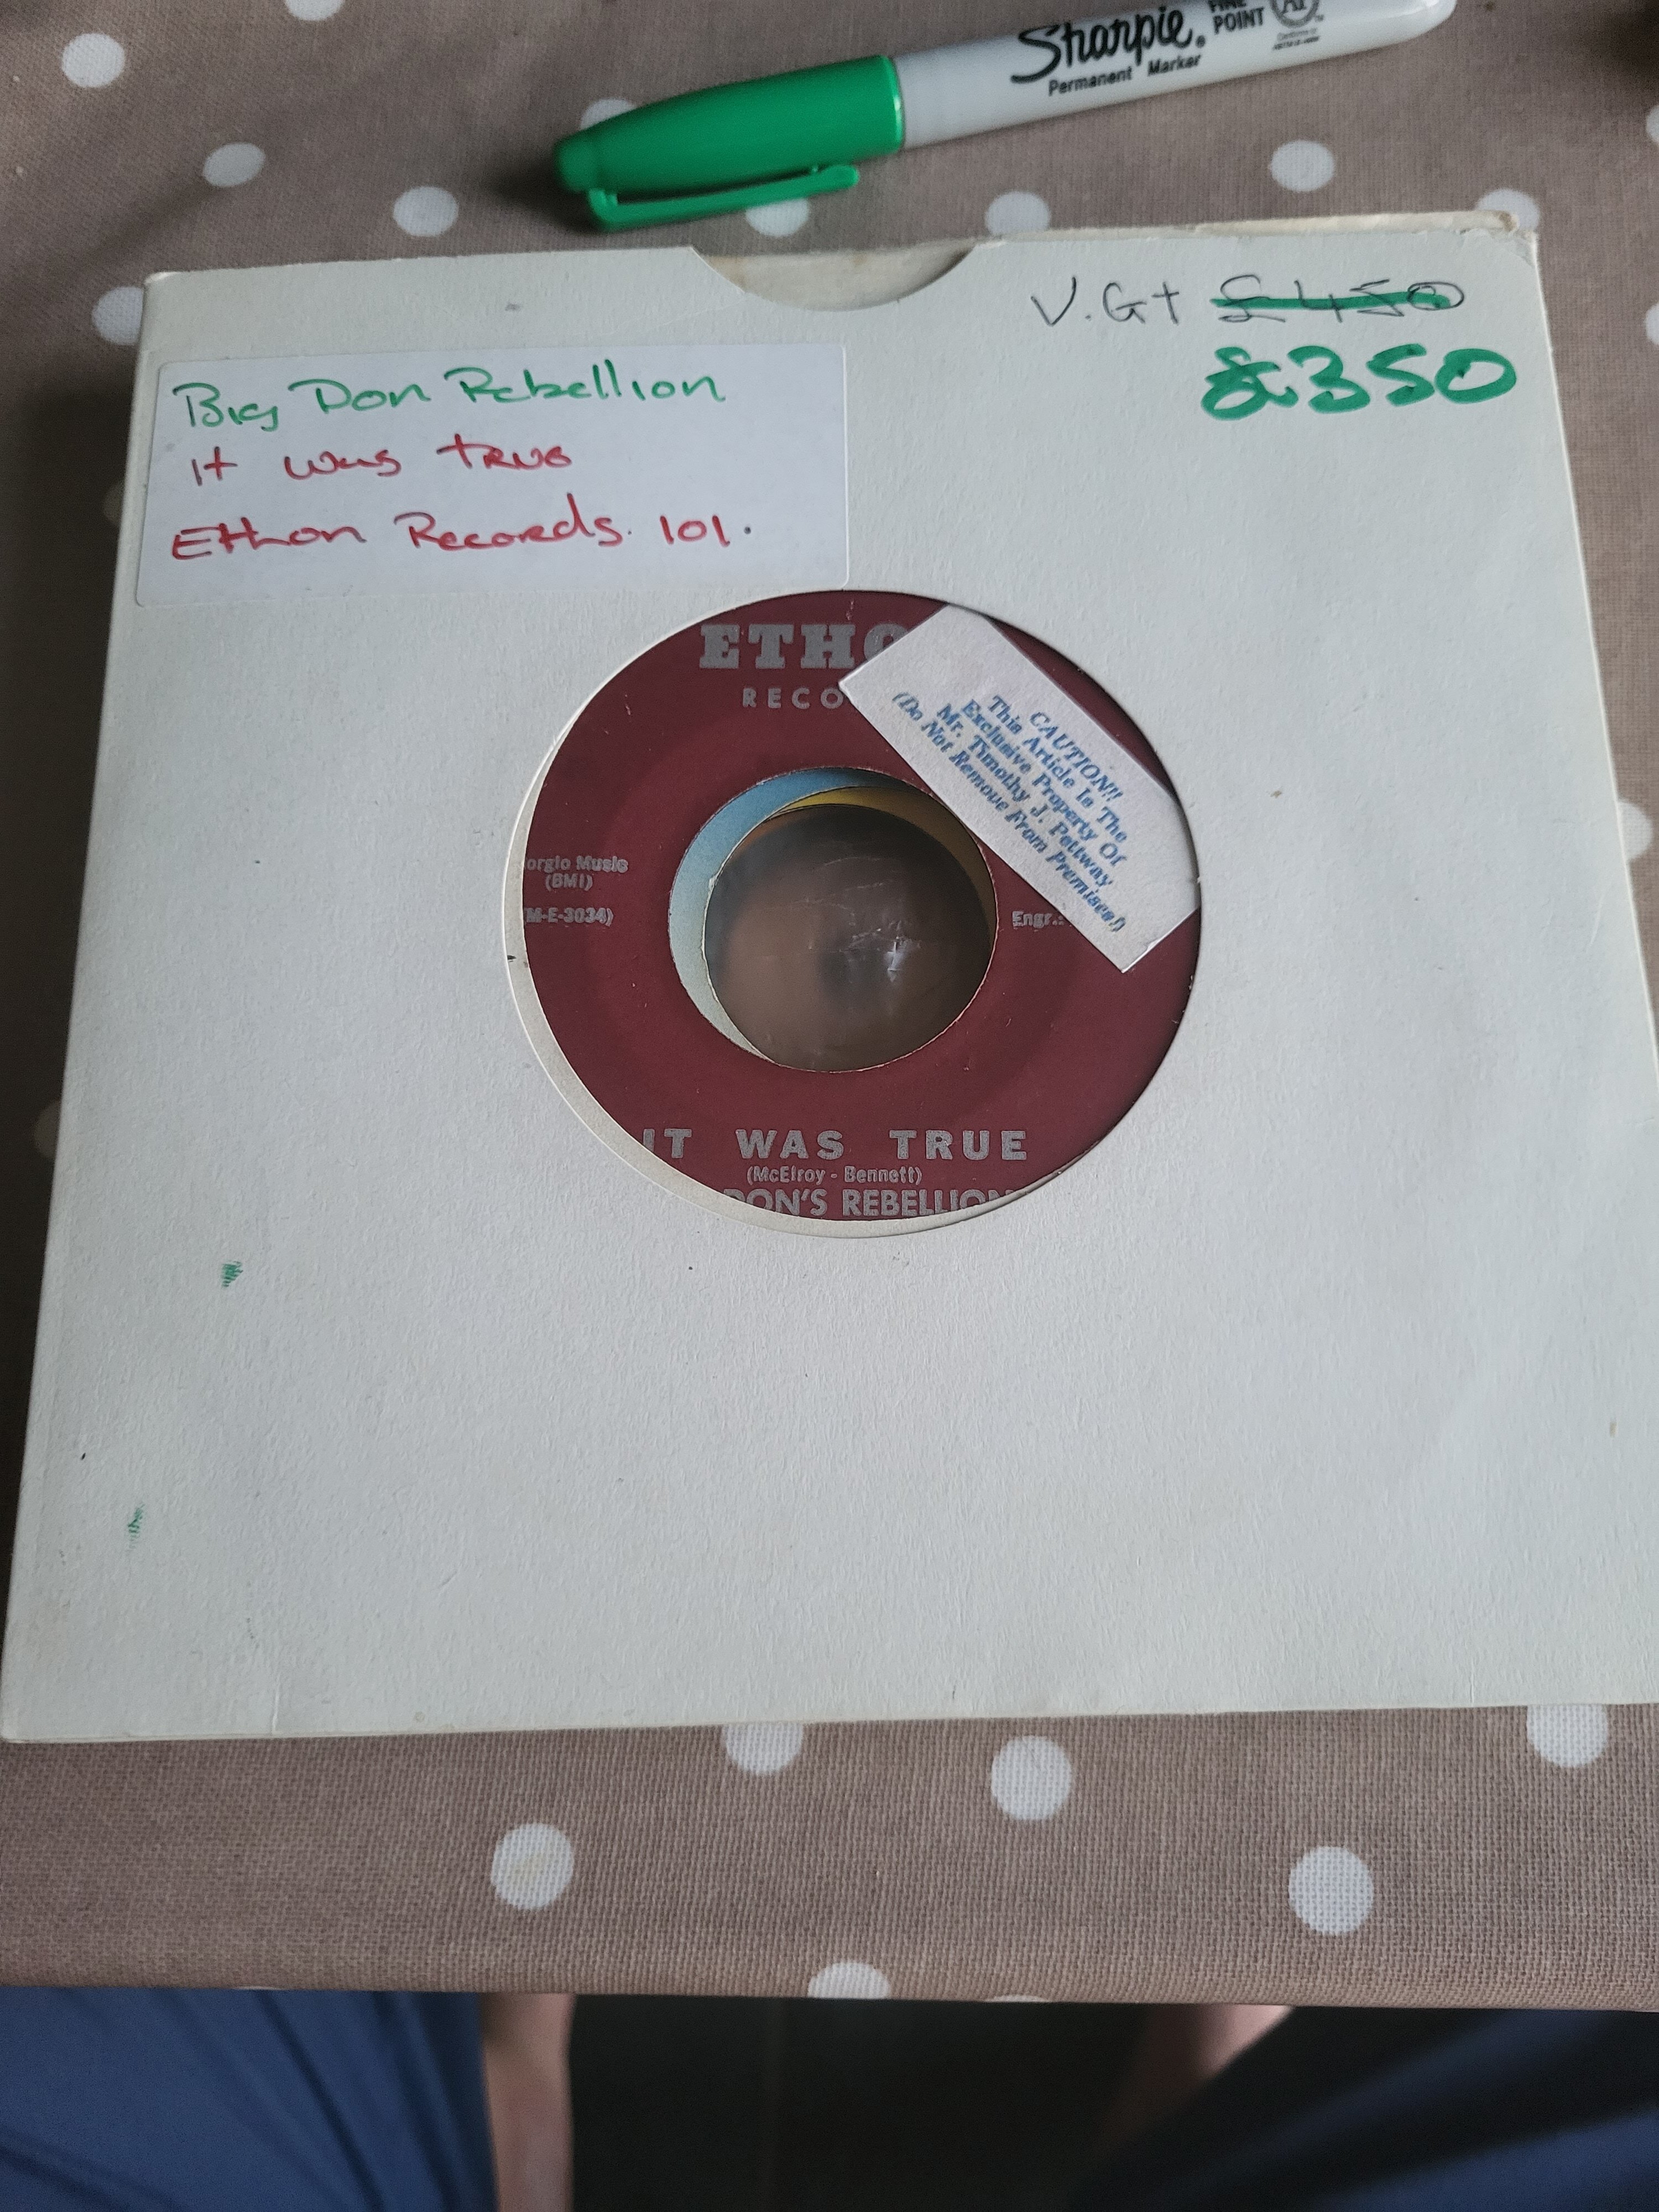 Sharpie.
FINE
POINT
Permanent Marker
V.G+ £450
£350
Big Don Rebellion
It was true
Ethon Records. 101.
ETHO
RECO
CAUTION!!
This Article Is The
Exclusive Property Of
Mr. Timothy J. Pettway
(Do Not Remove From Premises!)
orgio Music
(BMI)
M-E-3034)
Engr.:
IT WAS TRUE
(McElroy - Bennett)
DON'S REBELLION